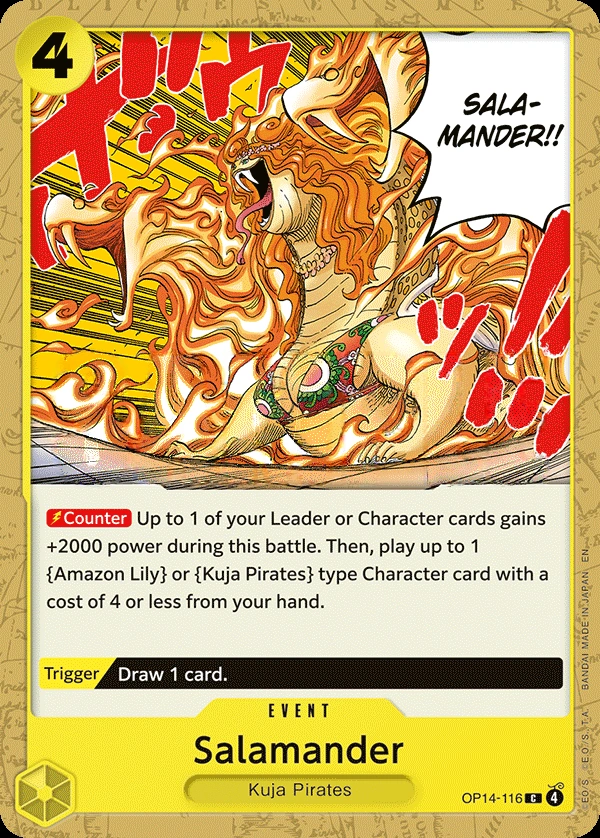 4
SALA-
MANDER!!
Counter Up to 1 of your Leader or Character cards gains
+2000 power during this battle. Then, play up to 1
{Amazon Lily} or {Kuja Pirates} type Character card with a
cost of 4 or less from your hand.
Trigger Draw 1 card.
EVENT
Salamander
Kuja Pirates
OP14-116 C 4
BANDAI MADE IN JAPAN EN